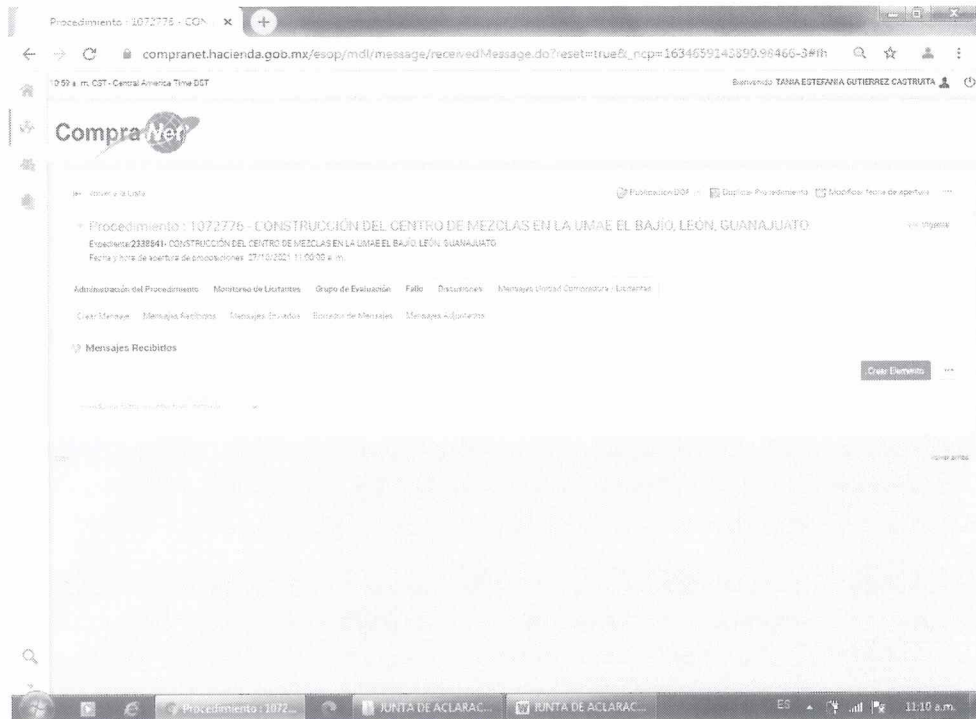 Procedimiento : 1072776 - CON
compranet.hacienda.gob.mx/esop/mdl/message/receivedMessage.do?reset=true&_ncp=1634659143890.98466-3#fh
10:59 a. m. CST - Central America Time DST
Bienvenido TANIA ESTEFANIA GUTIERREZ CASTRUITA
CompraNet
Volver a la Lista
Publicacion DOF
Duplicar Procedimiento
Modificar fecha de apertura
Procedimiento : 1072776 - CONSTRUCCIÓN DEL CENTRO DE MEZCLAS EN LA UMAE EL BAJÍO, LEÓN, GUANAJUATO
Expediente:2338841- CONSTRUCCIÓN DEL CENTRO DE MEZCLAS EN LA UMAE EL BAJÍO, LEÓN, GUANAJUATO
Fecha y hora de apertura de proposiciones: 27/10/2021 11:00:00 a. m.
Administración del Procedimiento Monitoreo de Licitantes Grupo de Evaluación Fallo Discusiones Mensajes Unidad Compradora / Licitantes
Crear Mensaje Mensajes Recibidos Mensajes Enviados Borrador de Mensajes Mensajes Adjuntados
Mensajes Recibidos
Crear Elemento
Procedimiento : 1072...
JUNTA DE ACLARAC...
JUNTA DE ACLARAC...
ES
11:10 a.m.